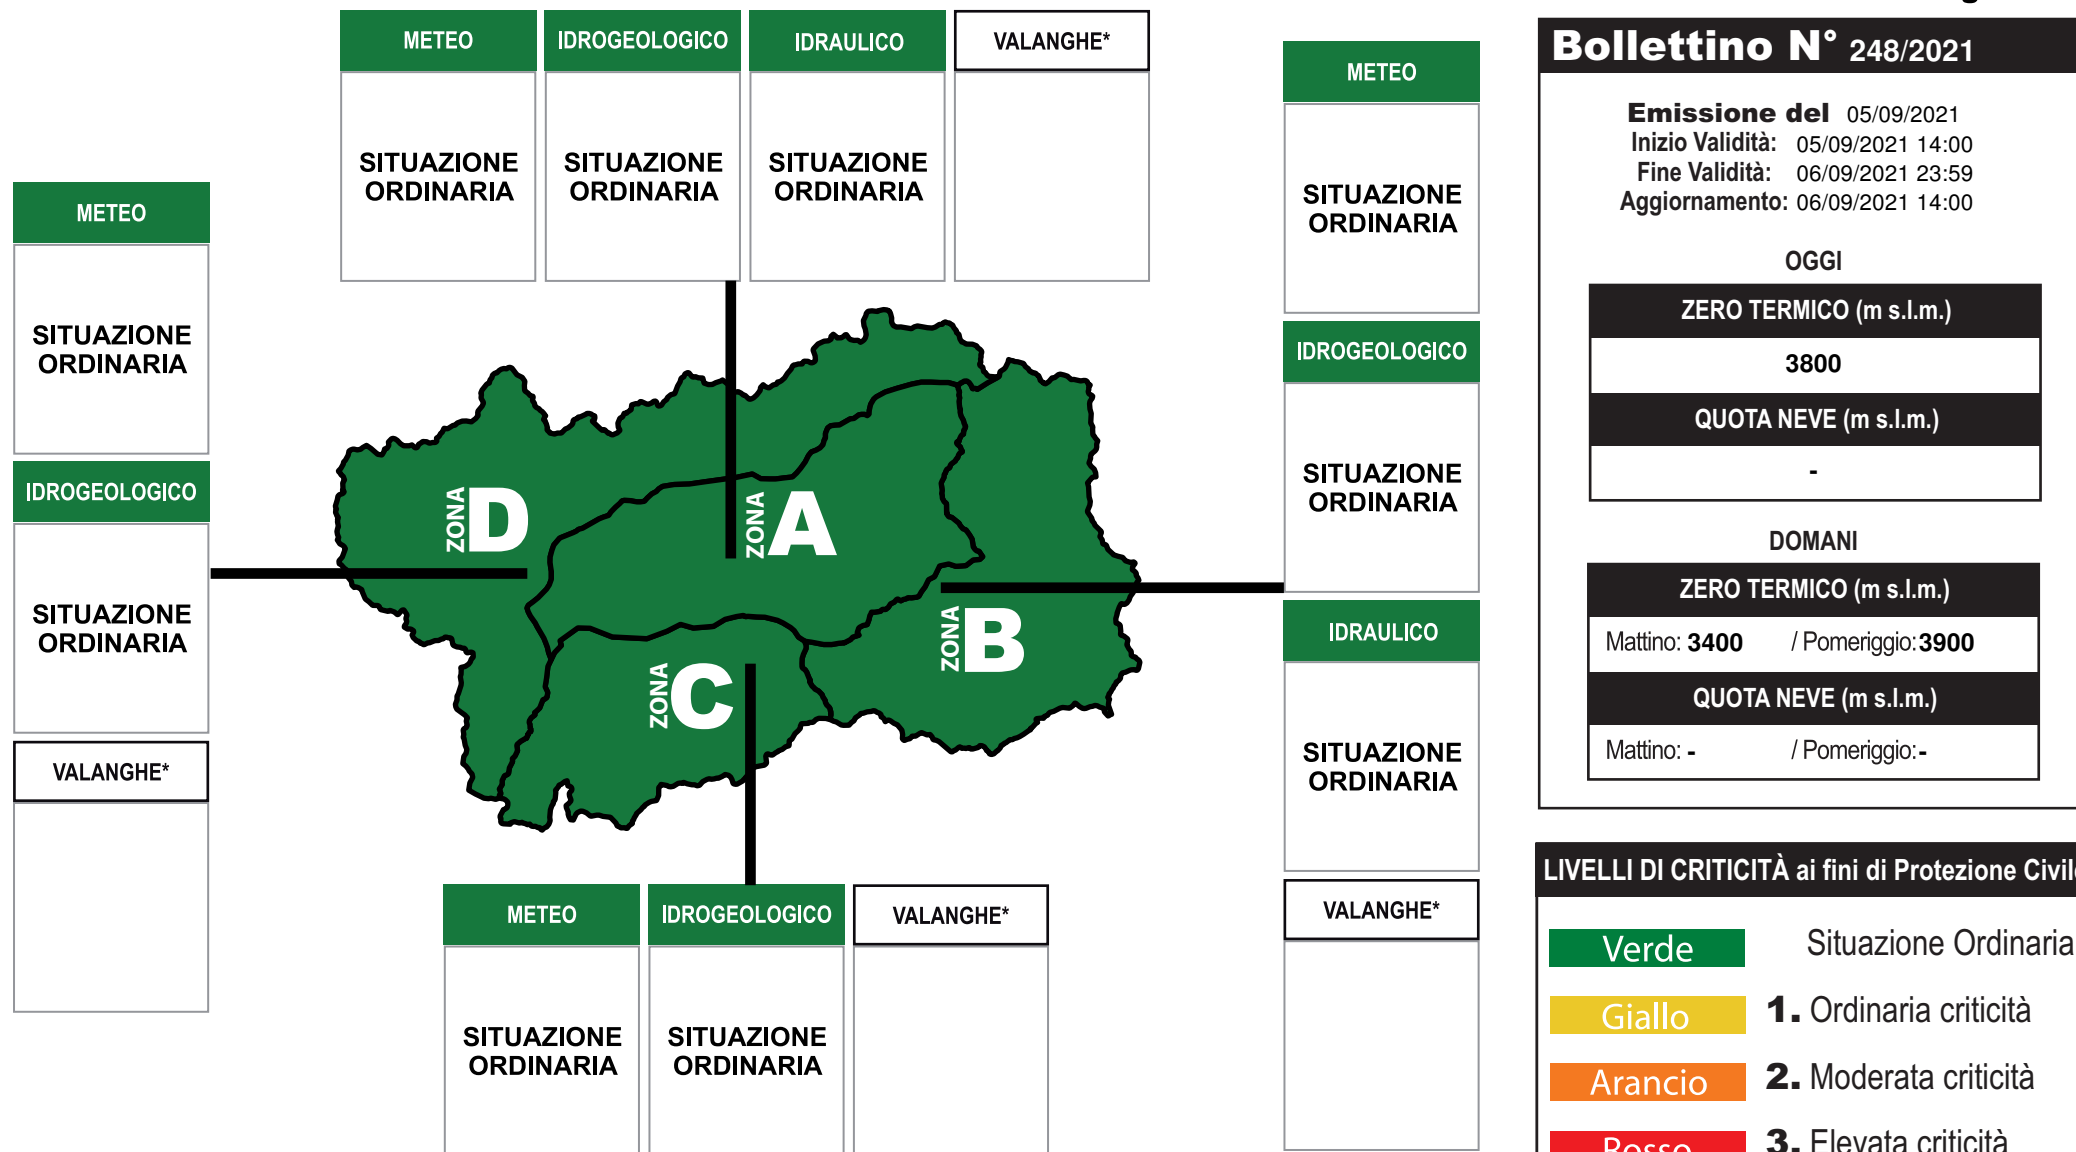 METEO
IDROGEOLOGICO
IDRAULICO
VALANGHE*
SITUAZIONE
ORDINARIA
SITUAZIONE
ORDINARIA
SITUAZIONE
ORDINARIA
METEO
SITUAZIONE
ORDINARIA
IDROGEOLOGICO
SITUAZIONE
ORDINARIA
VALANGHE*
ZONA D
ZONA A
ZONA B
ZONA C
METEO
SITUAZIONE
ORDINARIA
IDROGEOLOGICO
SITUAZIONE
ORDINARIA
IDRAULICO
SITUAZIONE
ORDINARIA
VALANGHE*
METEO
IDROGEOLOGICO
VALANGHE*
SITUAZIONE
ORDINARIA
SITUAZIONE
ORDINARIA
Bollettino N° 248/2021
Emissione del 05/09/2021
Inizio Validità: 05/09/2021 14:00
Fine Validità: 06/09/2021 23:59
Aggiornamento: 06/09/2021 14:00
OGGI
ZERO TERMICO (m s.l.m.)
3800
QUOTA NEVE (m s.l.m.)
-
DOMANI
ZERO TERMICO (m s.l.m.)
Mattino: 3400 / Pomeriggio: 3900
QUOTA NEVE (m s.l.m.)
Mattino: - / Pomeriggio: -
LIVELLI DI CRITICITÀ ai fini di Protezione Civile
Verde Situazione Ordinaria
Giallo 1. Ordinaria criticità
Arancio 2. Moderata criticità
Rosso 3. Elevata criticità